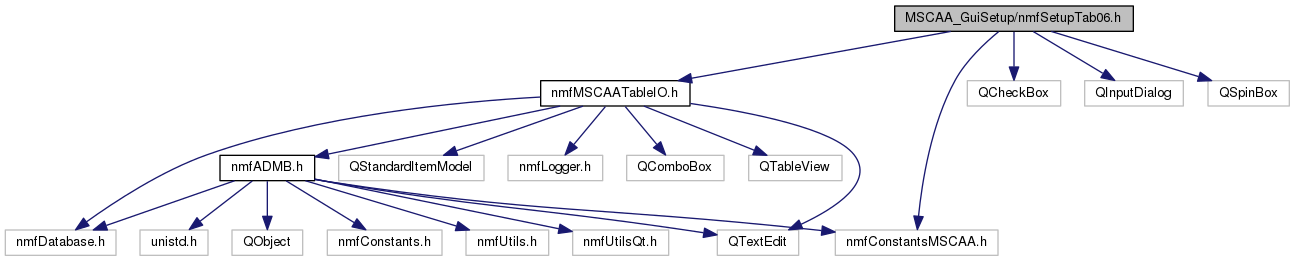 MSCAA_GuiSetup/nmfSetupTab06.h
nmfMSCAATableIO.h
QCheckBox
QInputDialog
QSpinBox
nmfADMB.h
QStandardItemModel
nmfLogger.h
QComboBox
QTableView
nmfDatabase.h
unistd.h
QObject
nmfConstants.h
nmfUtils.h
nmfUtilsQt.h
QTextEdit
nmfConstantsMSCAA.h